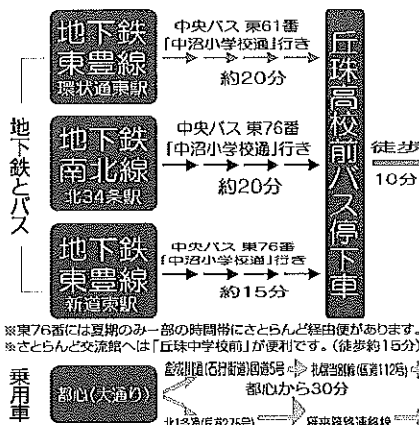 地下鉄とバス
地下鉄
東豊線
環状通東駅
中央バス 東61番
「中沼小学校通」行き
約20分
地下鉄
南北線
北34条駅
中央バス 東76番
「中沼小学校通」行き
約20分
地下鉄
東豊線
新道東駅
中央バス 東76番
「中沼小学校通」行き
約15分
丘珠高校前バス停下車
徒歩
10分
※東76番には夏期のみ一部の時間帯にさとらんど経由便があります。
※さとらんど交流館へは「丘珠中学校前」が便利です。(徒歩約15分)
乗用車
都心(大通り)
国道5号
都心から30分